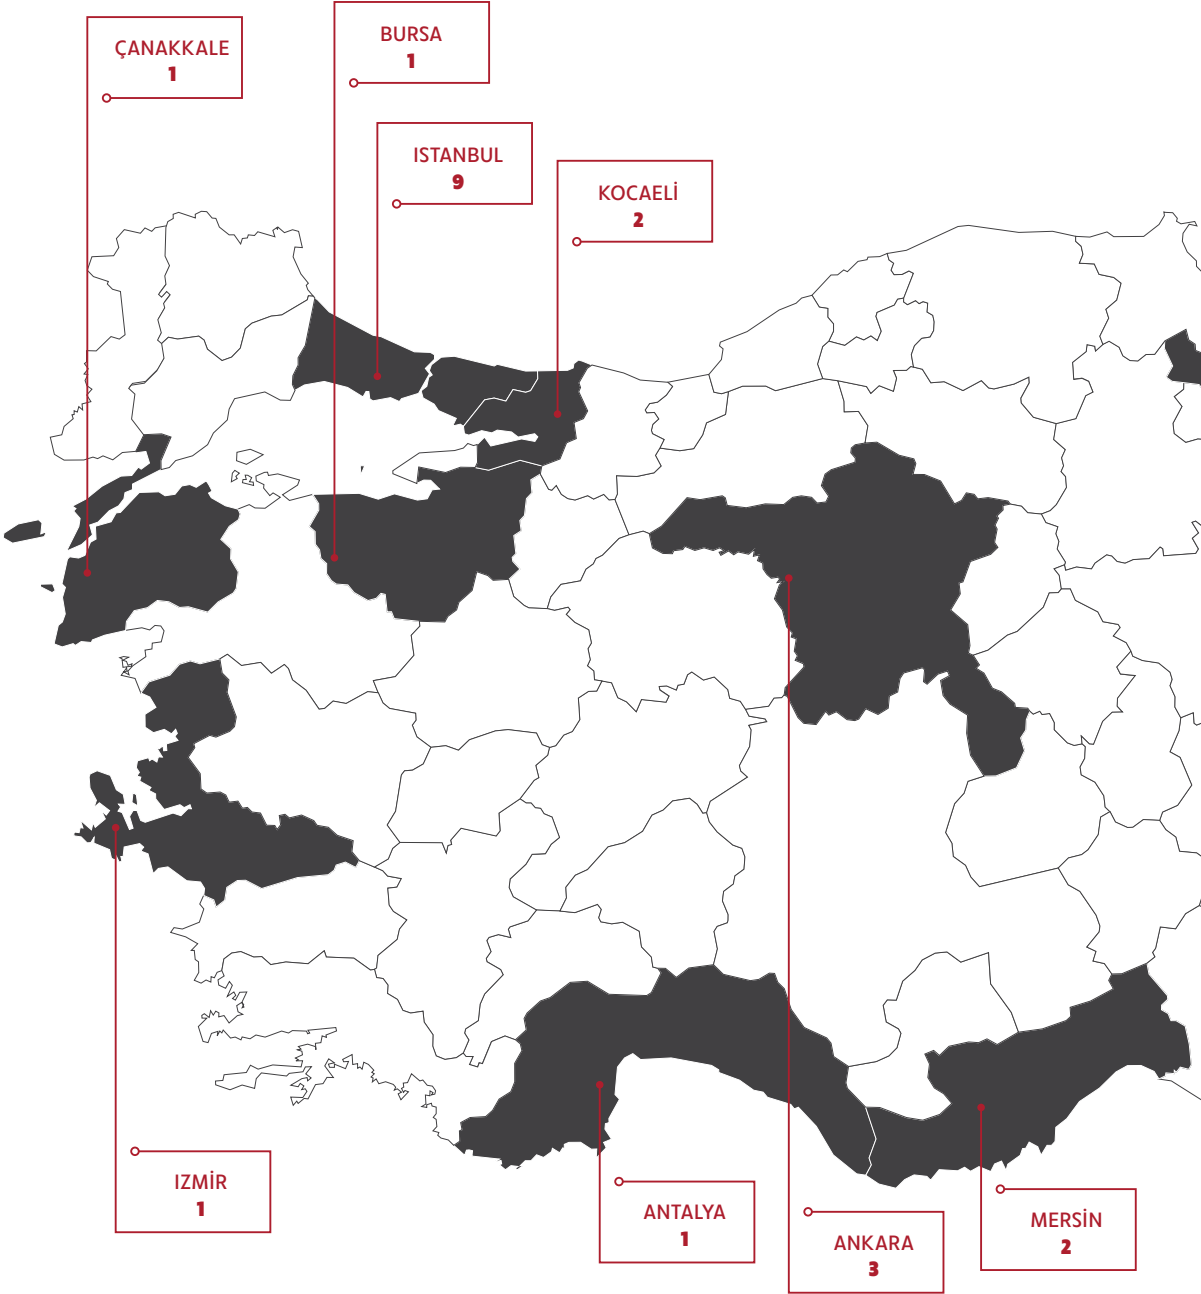 ÇANAKKALE
1
BURSA
1
ISTANBUL
9
KOCAELİ
2
IZMİR
1
ANTALYA
1
ANKARA
3
MERSİN
2